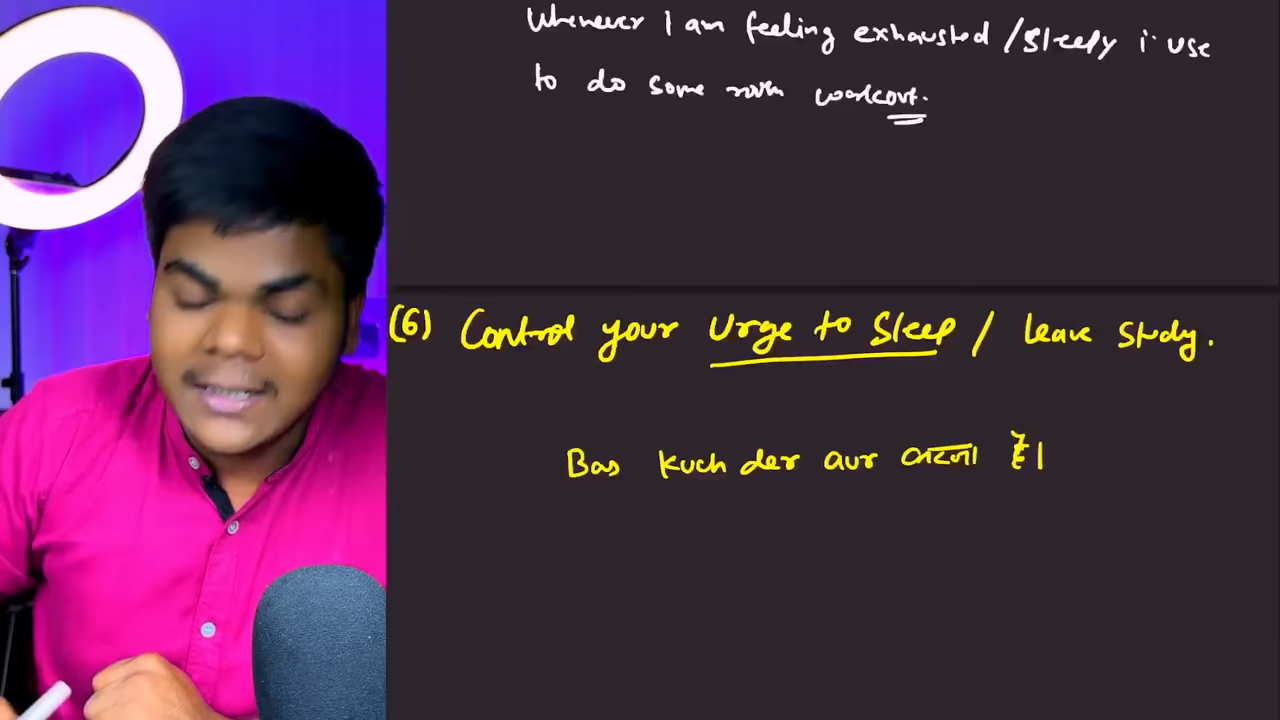 Whenever I am feeling exhausted / Sleepy i use
to do some room workout.
(6) Control your Urge to Sleep / Leave Study.
Bas Kuch der aur करना है।